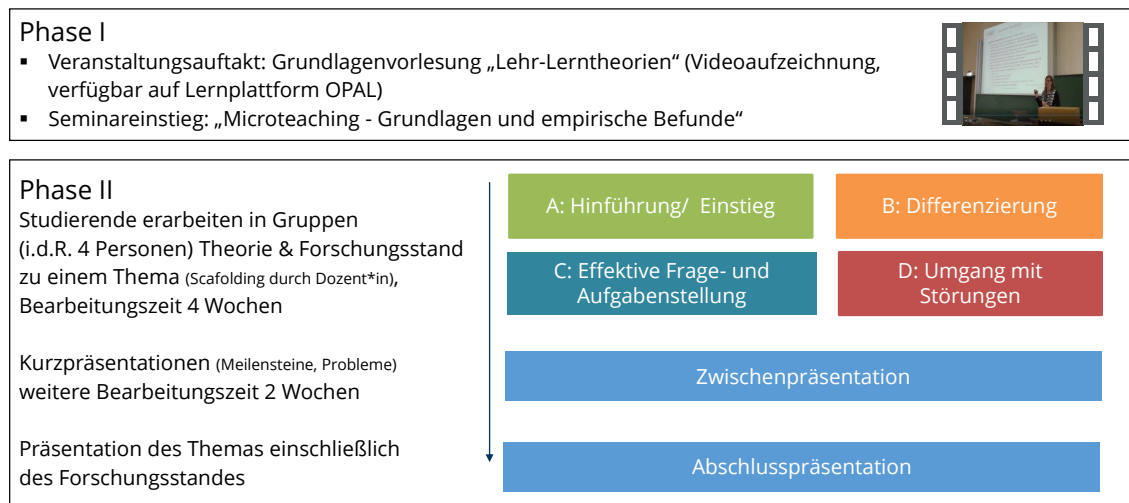 Phase I
▪ Veranstaltungsauftakt: Grundlagenvorlesung „Lehr-Lerntheorien“ (Videoaufzeichnung,
verfügbar auf Lernplattform OPAL)
▪ Seminareinstieg: „Microteaching - Grundlagen und empirische Befunde“
Phase II
Studierende erarbeiten in Gruppen
(i.d.R. 4 Personen) Theorie & Forschungsstand
zu einem Thema (Scafolding durch Dozent*in),
Bearbeitungszeit 4 Wochen
A: Hinführung/ Einstieg
B: Differenzierung
C: Effektive Frage- und
Aufgabenstellung
D: Umgang mit
Störungen
Kurzpräsentationen (Meilensteine, Probleme)
weitere Bearbeitungszeit 2 Wochen
Zwischenpräsentation
Präsentation des Themas einschließlich
des Forschungsstandes
Abschlusspräsentation